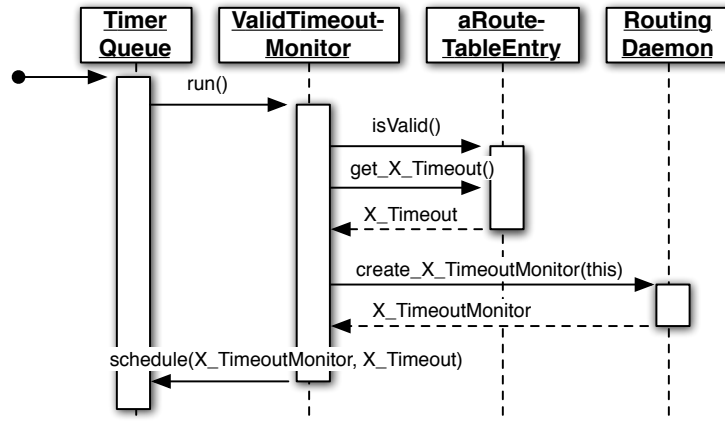 Timer
Queue
ValidTimeout-
Monitor
aRoute-
TableEntry
Routing
Daemon
run()
isValid()
get_X_Timeout()
X_Timeout
create_X_TimeoutMonitor(this)
X_TimeoutMonitor
schedule(X_TimeoutMonitor, X_Timeout)